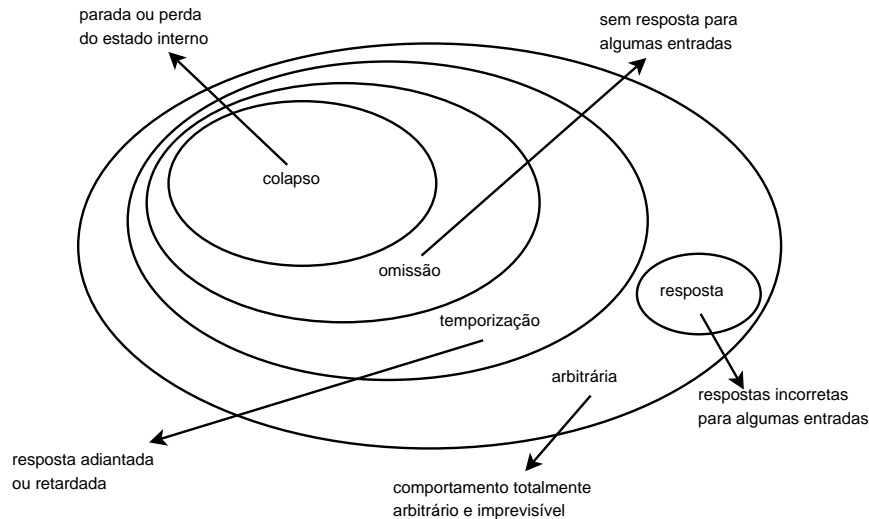 parada ou perda
do estado interno
sem resposta para
algumas entradas
colapso
omissão
resposta
temporização
arbitrária
respostas incorretas
para algumas entradas
resposta adiantada
ou retardada
comportamento totalmente
arbitrário e imprevisível